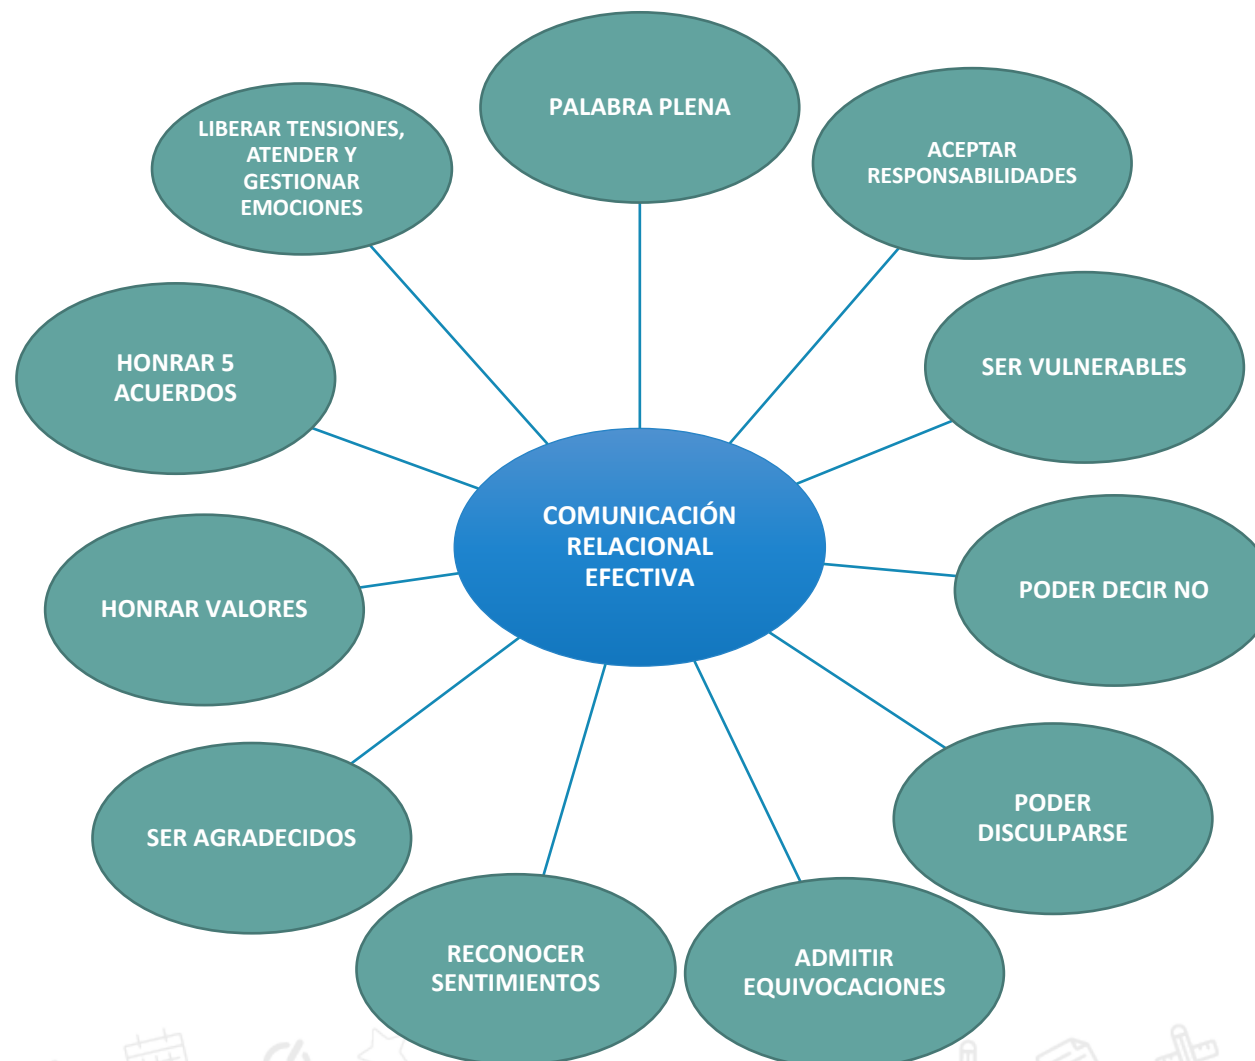 PALABRA PLENA
ACEPTAR
RESPONSABILIDADES
SER VULNERABLES
PODER DECIR NO
PODER
DISCULPARSE
ADMITIR
EQUIVOCACIONES
RECONOCER
SENTIMIENTOS
SER AGRADECIDOS
HONRAR VALORES
HONRAR 5
ACUERDOS
LIBERAR TENSIONES,
ATENDER Y
GESTIONAR
EMOCIONES
COMUNICACIÓN
RELACIONAL
EFECTIVA